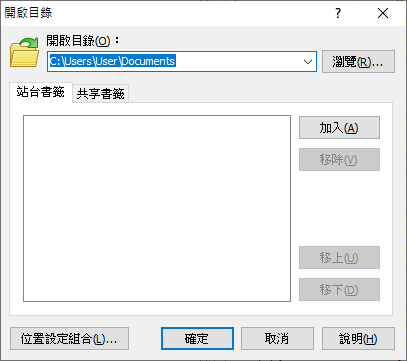 開啟目錄
開啟目錄(O)：
C:\Users\User\Documents
瀏覽(R)...
站台書籤
共享書籤
加入(A)
移除(V)
移上(U)
移下(D)
位置設定組合(L)...
確定
取消
說明(H)